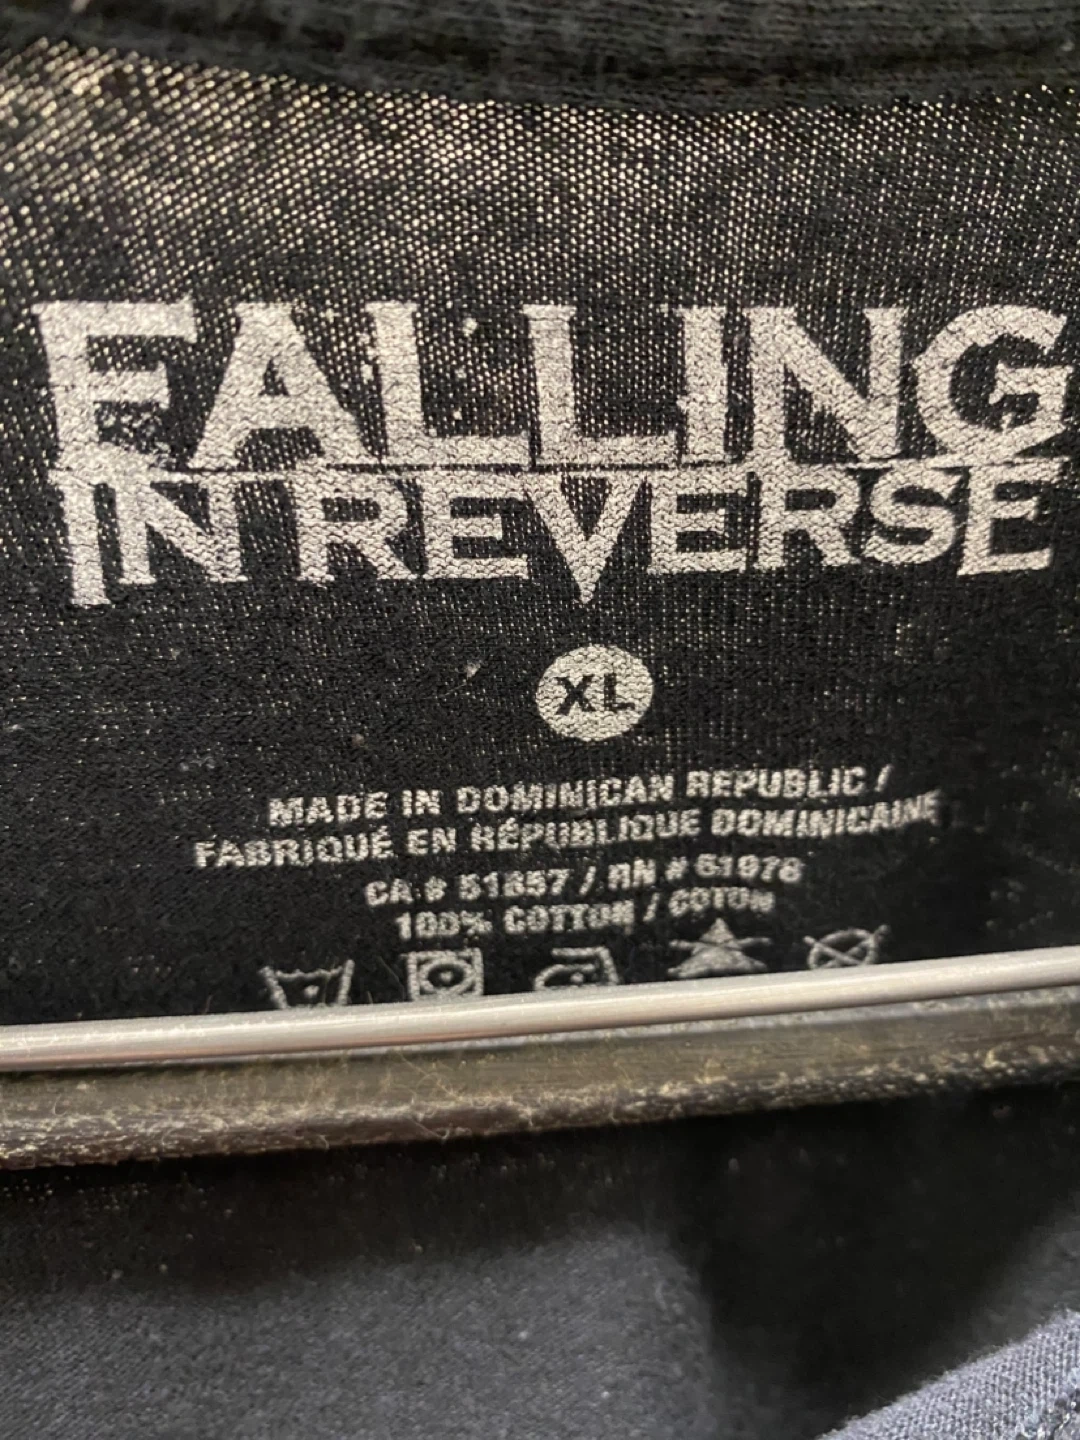 FALLING
IN REVERSE
XL
MADE IN DOMINICAN REPUBLIC /
FABRIQUÉ EN RÉPUBLIQUE DOMINICAINE
CA # 51857 / RN # 61978
100% COTTON / COTON